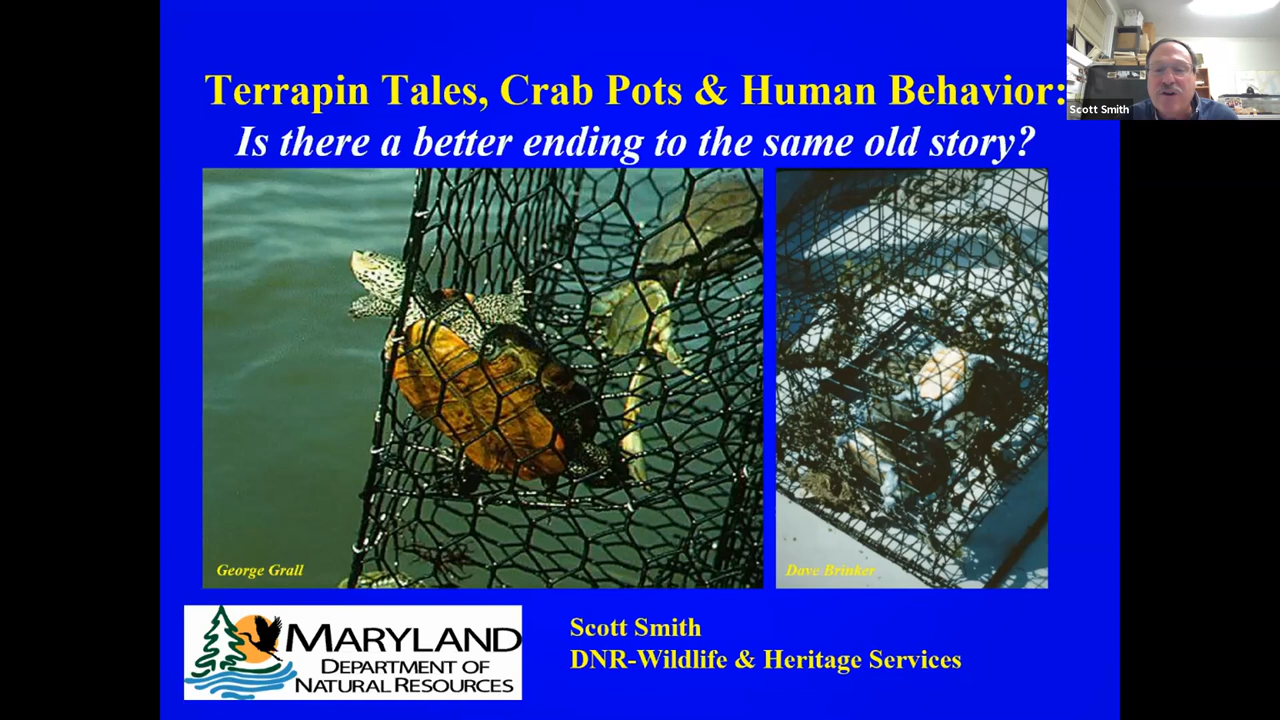 Terrapin Tales, Crab Pots & Human Behavior:
Is there a better ending to the same old story?
Scott Smith
George Grall
Dave Brinker
MARYLAND
DEPARTMENT OF
NATURAL RESOURCES
Scott Smith
DNR-Wildlife & Heritage Services